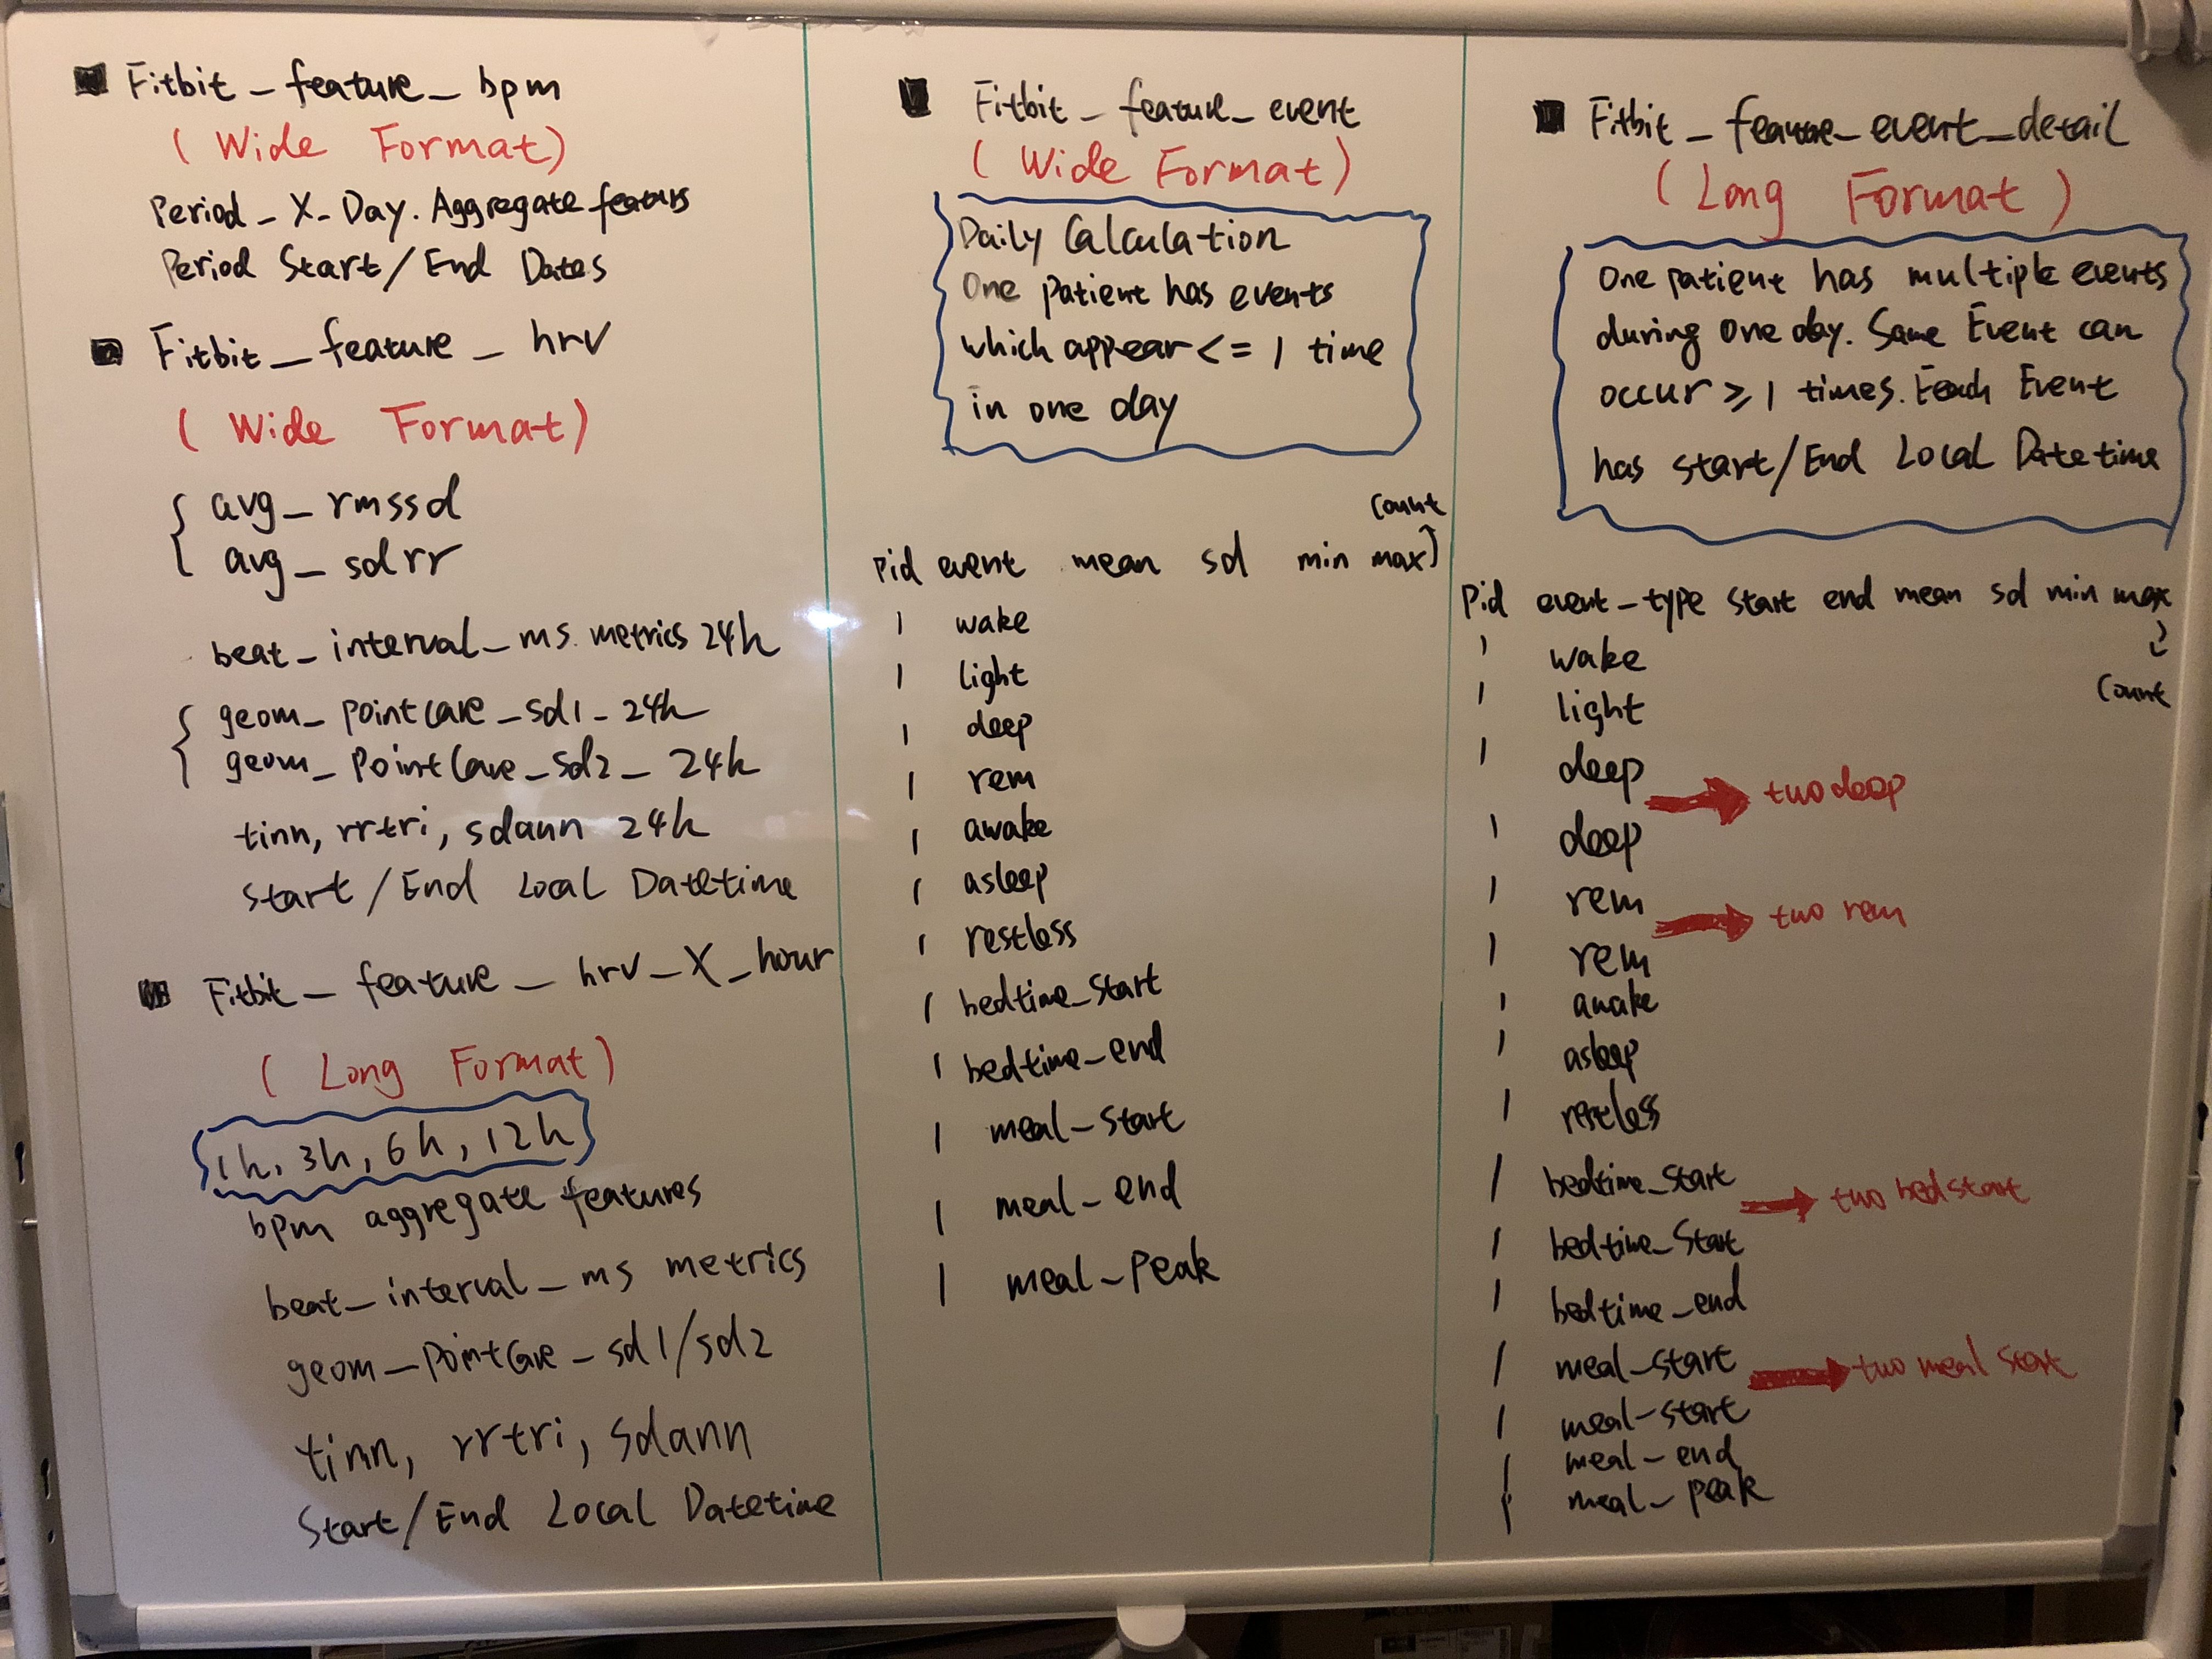 Fitbit_feature_bpm
(Wide Format)
Period_X_Day. Aggregate featurs
Period Start/End Dates
Fitbit_feature_hrv
(Wide Format)
avg_rmssd
avg_sdrr
beat_interval_ms. metrics 24h
geom_pointcare_sd1_24h
geom_pointcare_sd2_24h
tinn, rrtri, sdann 24h
Start/End Local Datetime
Fitbit_feature_hrv_X_hour
(Long Format)
1h, 3h, 6h, 12h
bpm aggregate features
beat_interval_ms metrics
geom_pointcare_sd1/sd2
tinn, rrtri, sdann
Start/End Local Datetime
Fitbit_feature_event
(Wide Format)
Daily Calculation
One patient has events
which appear <= 1 time
in one day
count
pid event mean sd min max
1 wake
1 light
1 deep
1 rem
1 awake
1 asleep
1 restless
1 bedtime_start
1 bedtime_end
1 meal_start
1 meal_end
1 meal_peak
Fitbit_feature_event_detail
(Long Format)
One patient has multiple events
during one day. Same Event can
occur ≥ 1 times. Each Event
has start/End Local Datetime
Pid event_type start end mean sd min max
count
1 wake
1 light
1 deep → two deep
1 deep
1 rem → two rem
1 rem
1 awake
1 asleep
1 restless
1 bedtime_start → two bed start
1 bedtime_start
1 bedtime_end
1 meal_start → two meal start
1 meal_start
1 meal_end
1 meal_peak